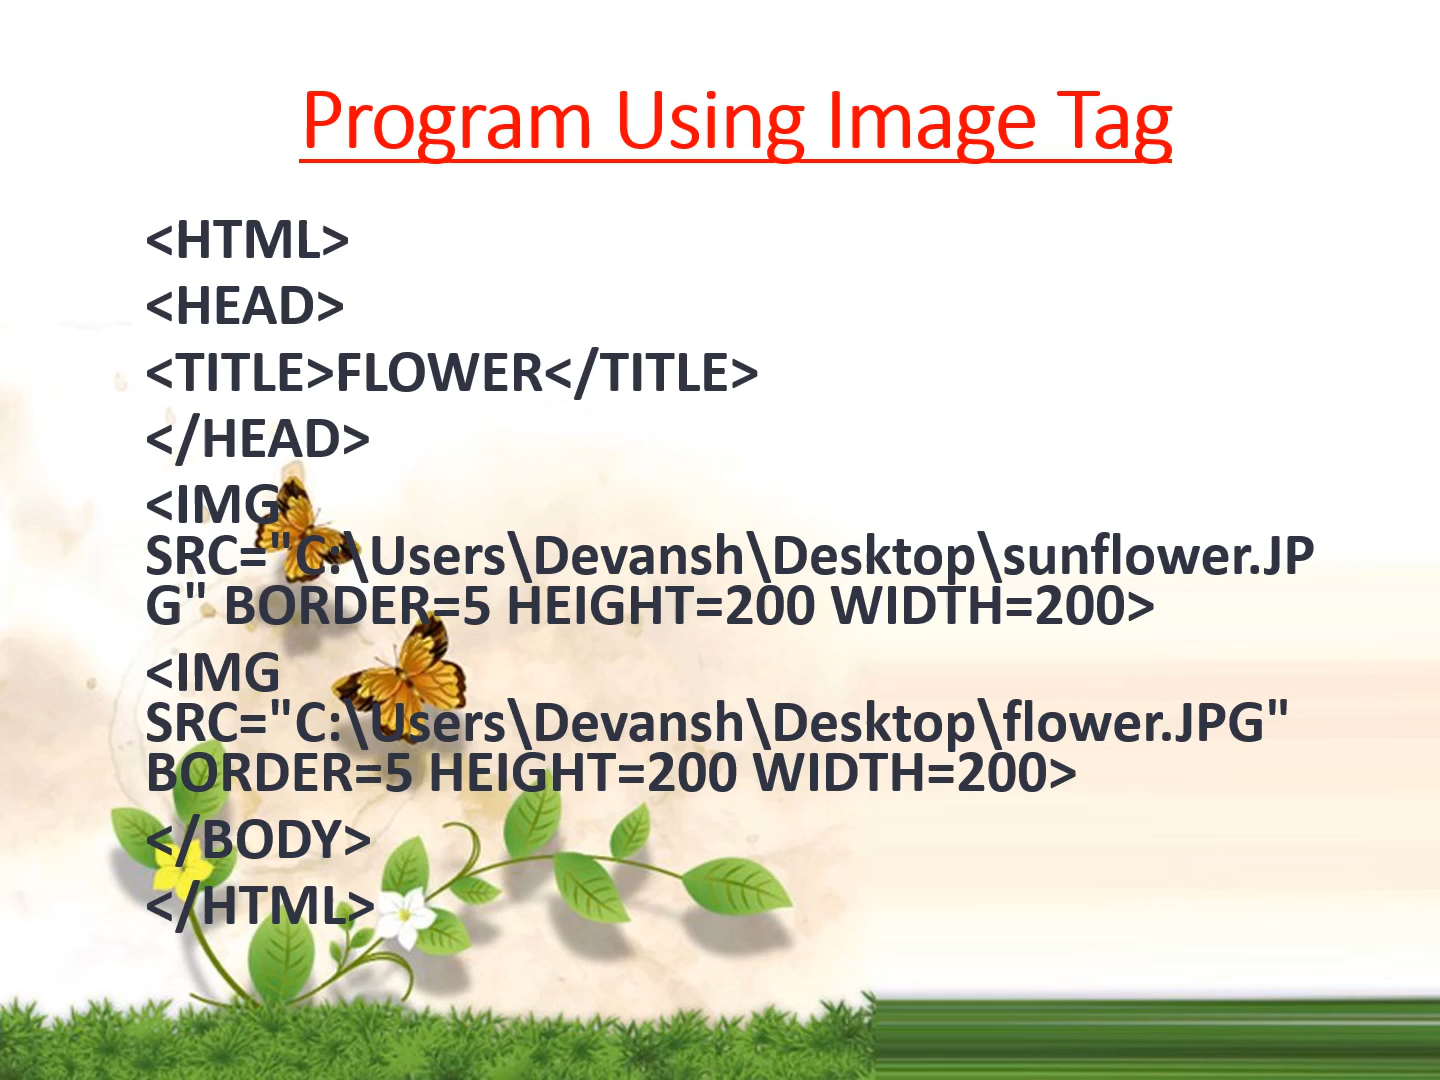 Program Using Image Tag
<HTML>
<HEAD>
<TITLE>FLOWER</TITLE>
</HEAD>
<IMG
SRC="C:\Users\Devansh\Desktop\sunflower.JP
G" BORDER=5 HEIGHT=200 WIDTH=200>
<IMG
SRC="C:\Users\Devansh\Desktop\flower.JPG"
BORDER=5 HEIGHT=200 WIDTH=200>
</BODY>
</HTML>